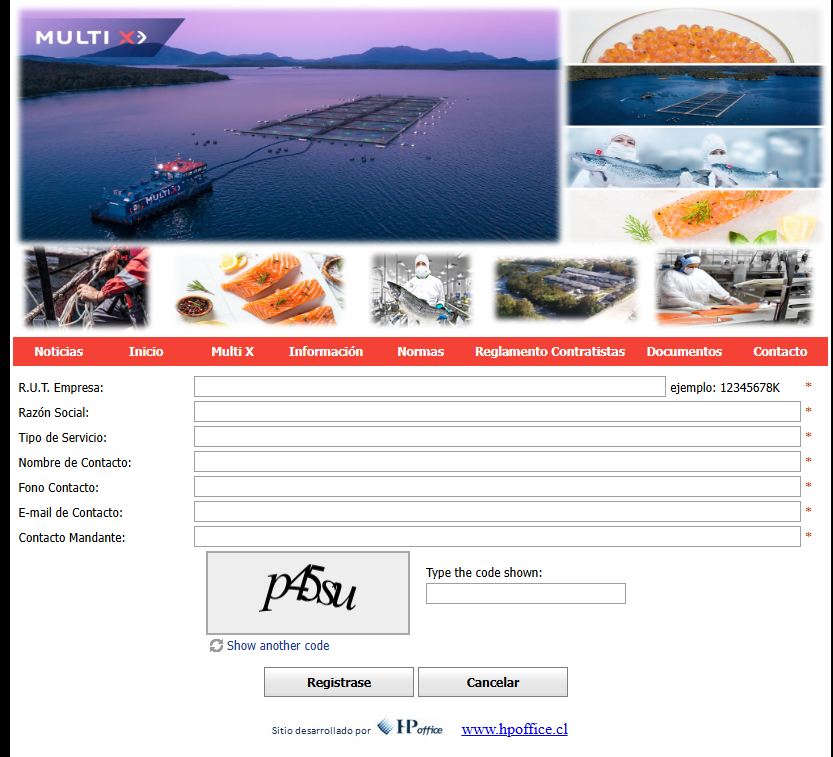 MULTI X
MULTI X
Noticias Inicio Multi X Información Normas Reglamento Contratistas Documentos Contacto
R.U.T. Empresa: ejemplo: 12345678K *
Razón Social: *
Tipo de Servicio: *
Nombre de Contacto: *
Fono Contacto: *
E-mail de Contacto: *
Contacto Mandante: *
p45su
Type the code shown:
Show another code
Registrase Cancelar
Sitio desarrollado por HPoffice www.hpoffice.cl